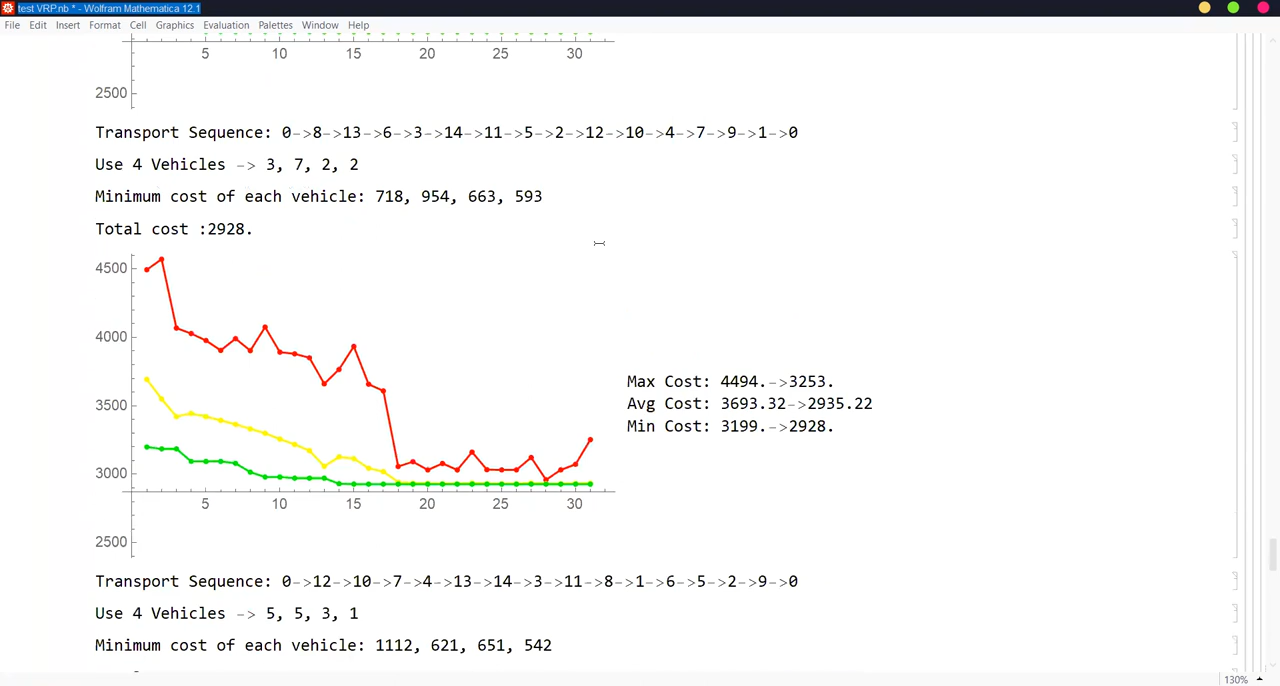 test VRP.nb * - Wolfram Mathematica 12.1
File Edit Insert Format Cell Graphics Evaluation Palettes Window Help
5 10 15 20 25 30
2500
Transport Sequence: 0->8->13->6->3->14->11->5->2->12->10->4->7->9->1->0
Use 4 Vehicles -> 3, 7, 2, 2
Minimum cost of each vehicle: 718, 954, 663, 593
Total cost :2928.
4500
4000
3500
3000
5 10 15 20 25 30
2500
Max Cost: 4494.->3253.
Avg Cost: 3693.32->2935.22
Min Cost: 3199.->2928.
Transport Sequence: 0->12->10->7->4->13->14->3->11->8->1->6->5->2->9->0
Use 4 Vehicles -> 5, 5, 3, 1
Minimum cost of each vehicle: 1112, 621, 651, 542
130%